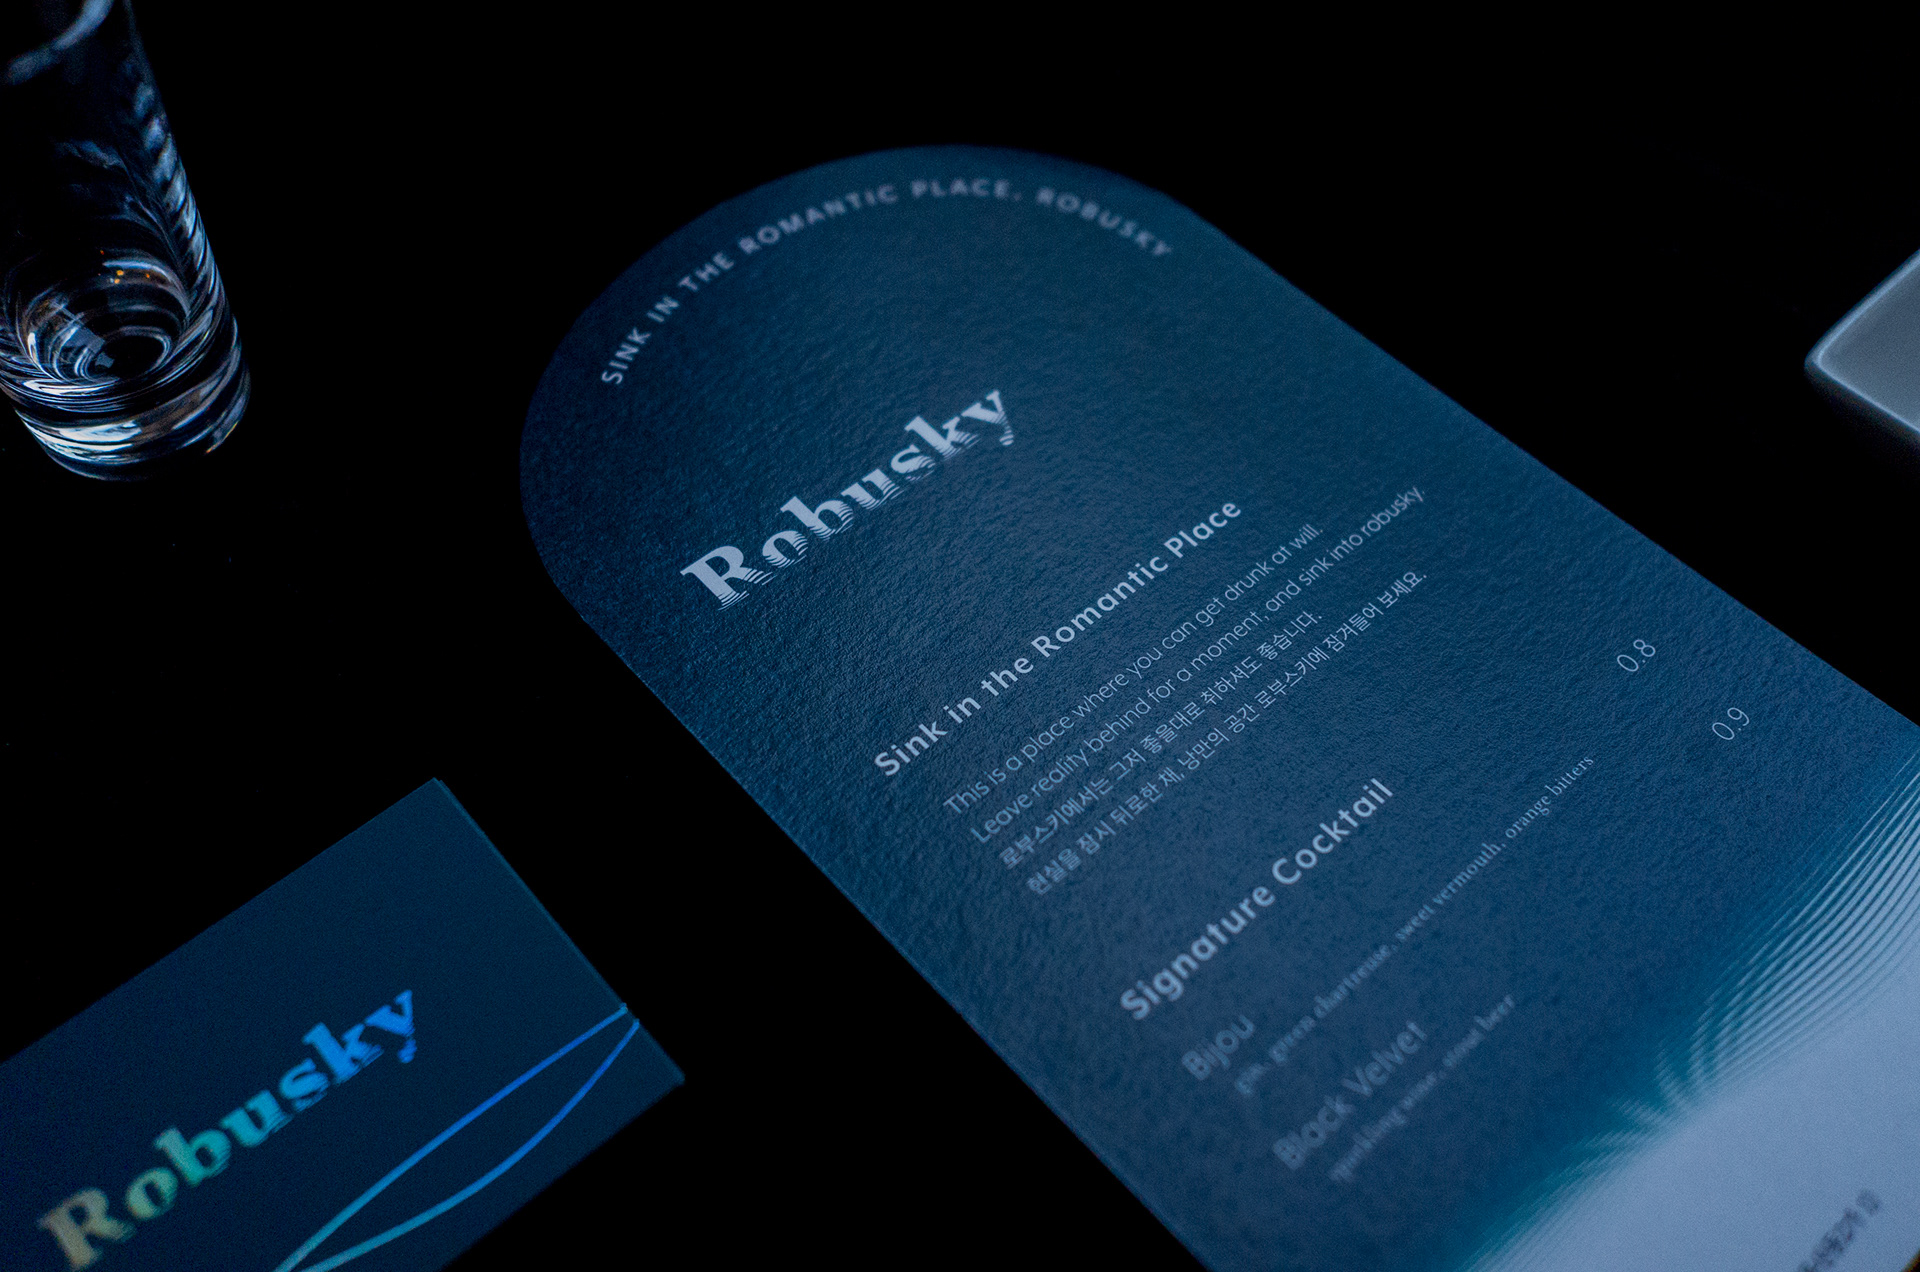 SINK IN THE ROMANTIC PLACE, ROBUSKY
Robusky
Sink in the Romantic Place
This is a place where you can get drunk at will.
Leave reality behind for a moment, and sink into robusky.
로부스키에서는 그저 좋을대로 취하셔도 좋습니다.
현실을 잠시 뒤로한 채, 낭만의 공간 로부스키에 잠겨들어 보세요.
Signature Cocktail
Bijou 0.8
gin, green chartreuse, sweet vermouth, orange bitters
Black Velvet 0.9
sparkling wine, stout beer
Robusky